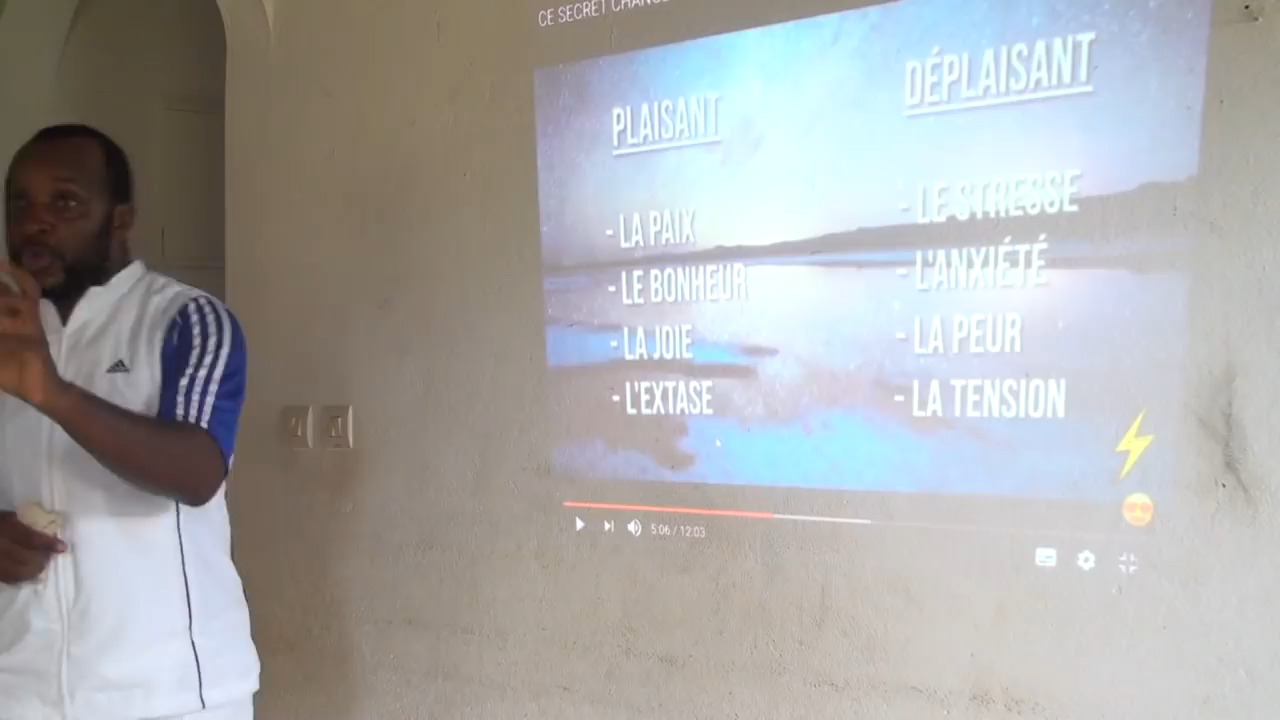 CE SECRET
PLAISANT
- LA PAIX
- LE BONHEUR
- LA JOIE
- L'EXTASE
DÉPLAISANT
- LE STRESSE
- L'ANXIÉTÉ
- LA PEUR
- LA TENSION
5:06 / 12:03